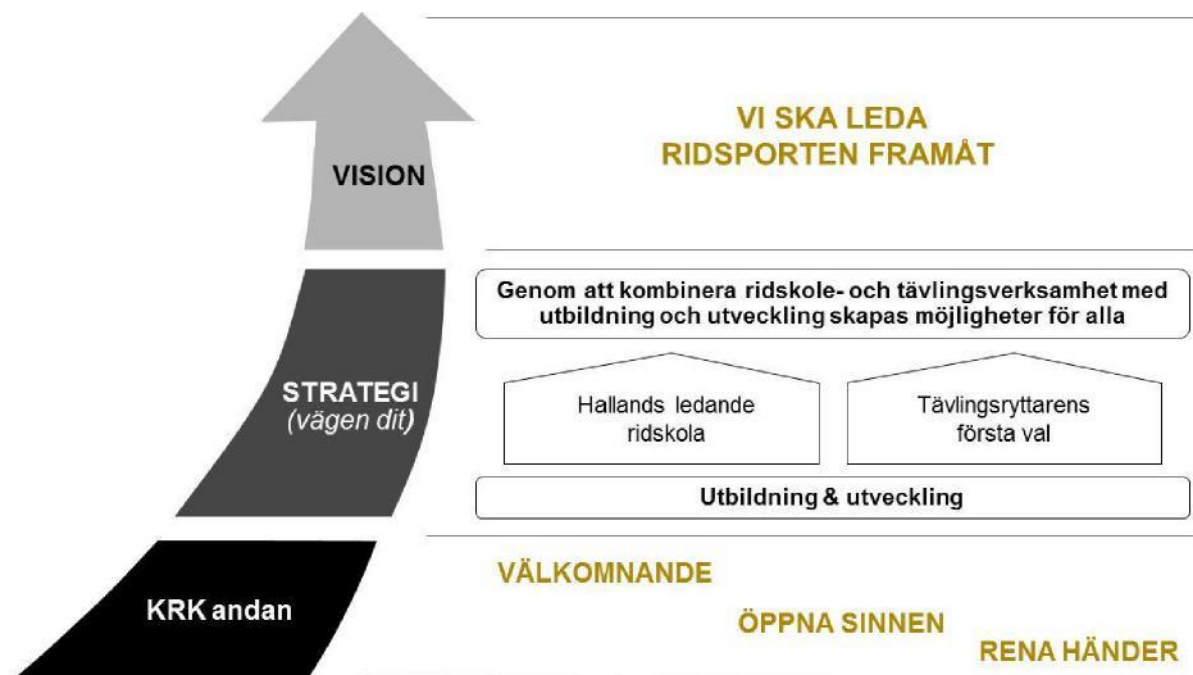 VI SKA LEDA
RIDSPORTEN FRAMÅT
VISION
Genom att kombinera ridskole- och tävlingsverksamhet med
utbildning och utveckling skapas möjligheter för alla
STRATEGI
(vägen dit)
Hallands ledande
ridskola
Tävlingsryttarens
första val
Utbildning & utveckling
VÄLKOMNANDE
KRK andan
ÖPPNA SINNEN
RENA HÄNDER